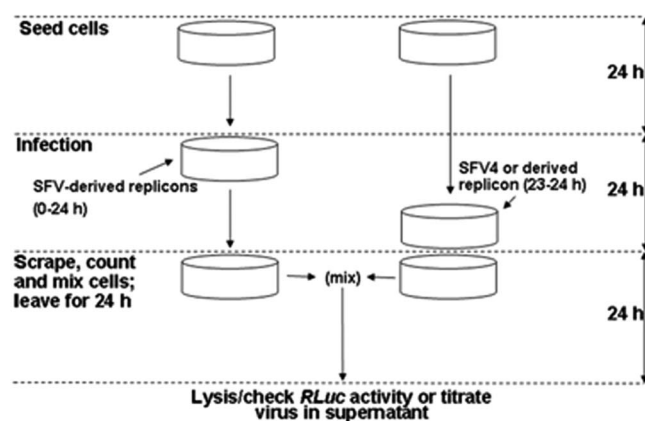 Seed cells
24 h
Infection
SFV-derived replicons
(0-24 h)
SFV4 or derived
replicon (23-24 h)
24 h
Scrape, count
and mix cells;
leave for 24 h
(mix)
24 h
Lysis/check RLuc activity or titrate
virus in supernatant